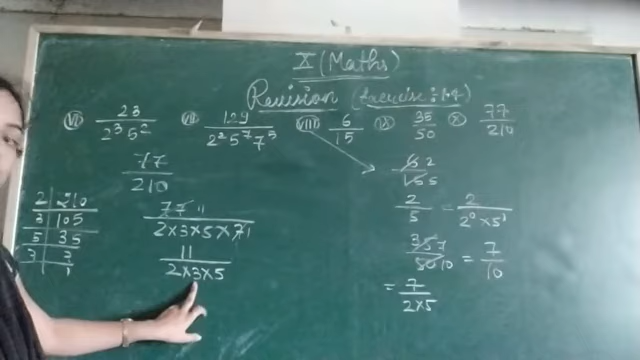 X (Maths)
Revision (Exercise : 1.4)
(VI) 23/2³5² (VII) 129/2²5⁷7⁵ (VIII) 6/15 (IX) 35/50 (X) 77/210
77/210
2 | 210
3 | 105
5 | 35
1
77 11/2×3×5×7 1
11/2×3×5
6 2/15 5
2/5 = 2/2⁰×5¹
35 7/50 10 = 7/10
= 7/2×5